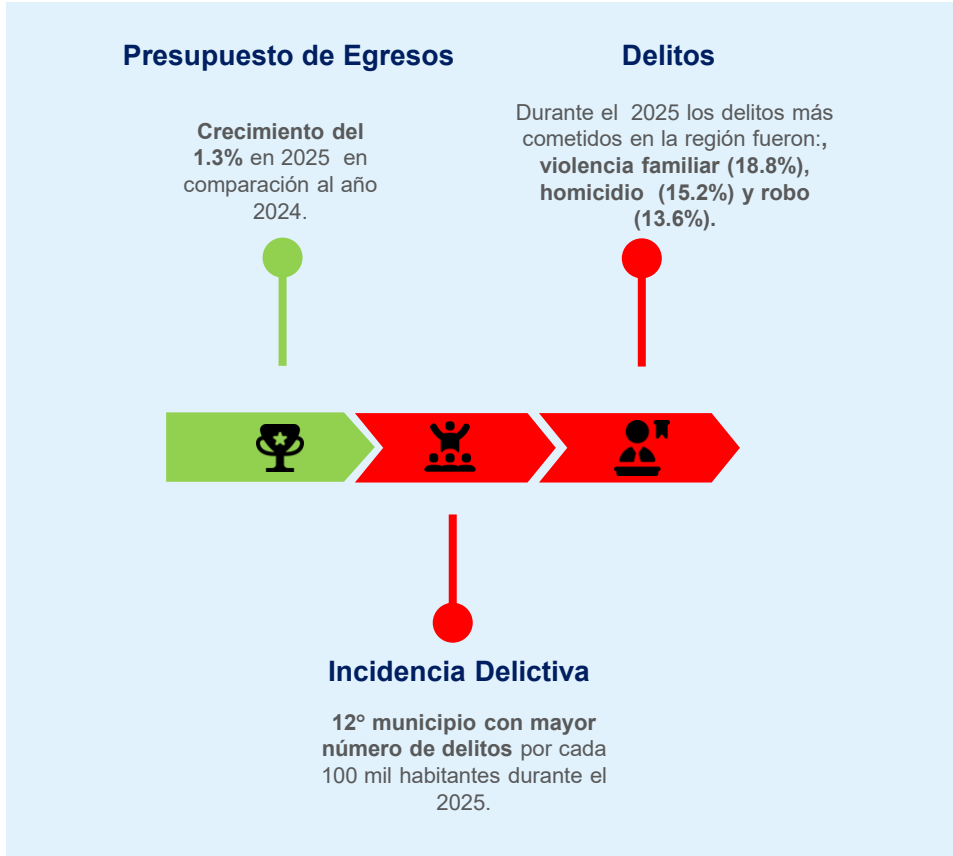 Presupuesto de Egresos
Crecimiento del
1.3% en 2025 en
comparación al año
2024.
Delitos
Durante el 2025 los delitos más
cometidos en la región fueron:,
violencia familiar (18.8%),
homicidio (15.2%) y robo
(13.6%).
Incidencia Delictiva
12º municipio con mayor
número de delitos por cada
100 mil habitantes durante el
2025.